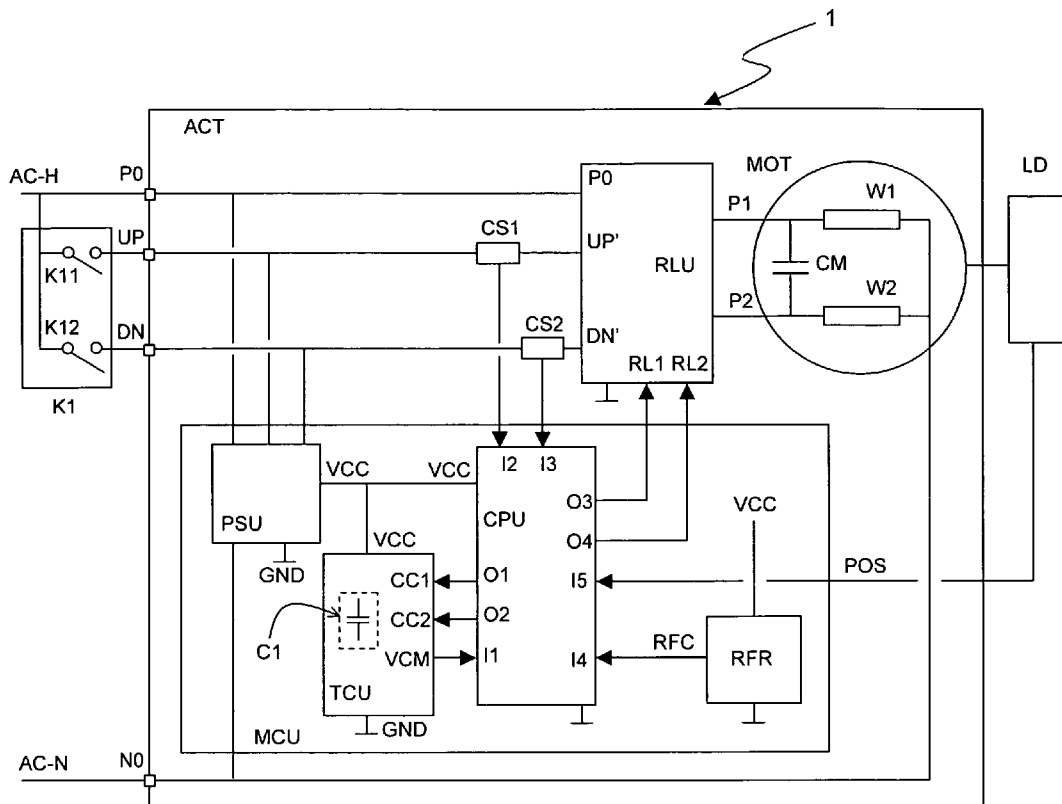 1
ACT
AC-H
P0
P0
MOT
LD
UP
CS1
UP'
P1
W1
K11
RLU
CM
K12
DN
CS2
DN'
P2
W2
RL1
RL2
K1
I2
I3
VCC
VCC
O3
VCC
PSU
CPU
O4
VCC
GND
O1
CC1
I5
POS
CC2
O2
C1
VCM
I1
I4
RFC
RFR
TCU
GND
MCU
AC-N
N0